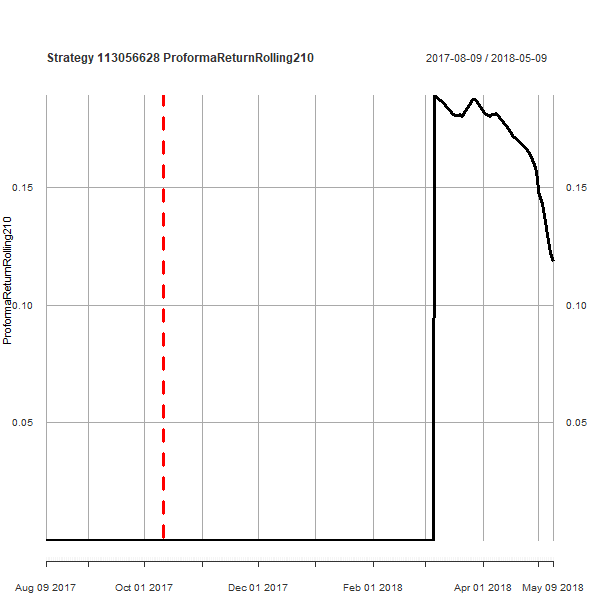 Strategy 113056628 ProformaReturnRolling210
2017-08-09 / 2018-05-09
ProformaReturnRolling210
0.15
0.15
0.10
0.10
0.05
0.05
Aug 09 2017
Oct 01 2017
Dec 01 2017
Feb 01 2018
Apr 01 2018
May 09 2018